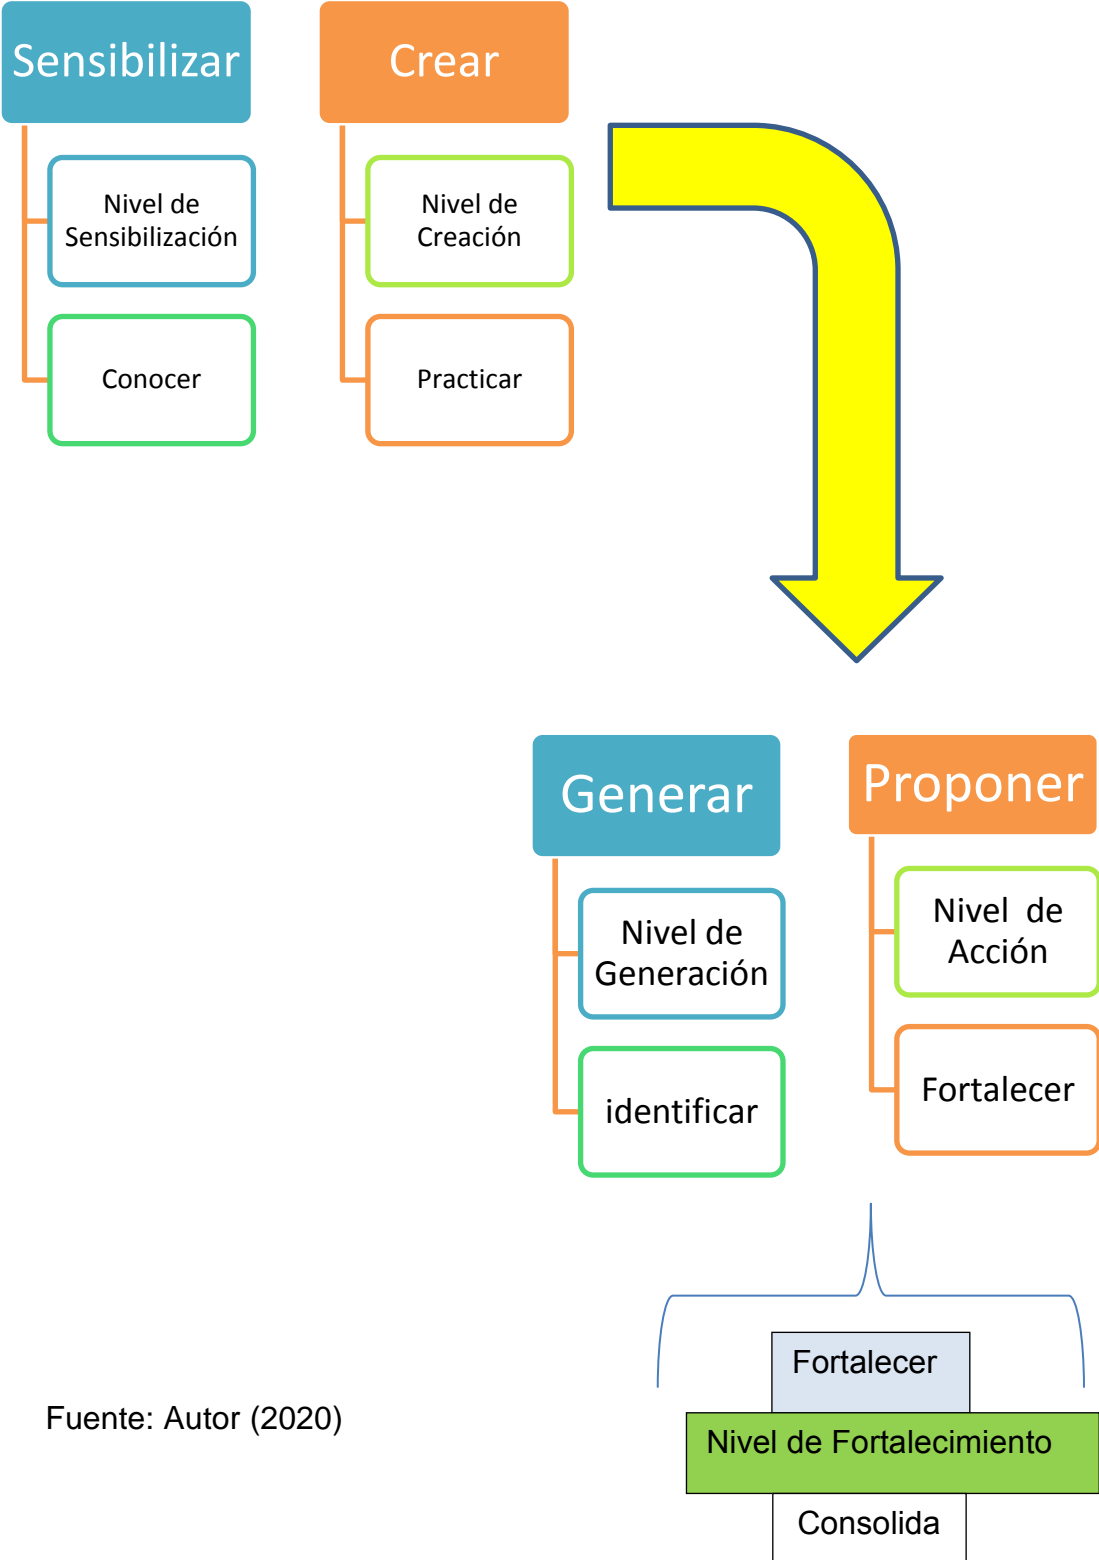 Sensibilizar
Nivel de
Sensibilización
Conocer
Crear
Nivel de
Creación
Practicar
Generar
Nivel de
Generación
identificar
Proponer
Nivel de
Acción
Fortalecer
Fortalecer
Nivel de Fortalecimiento
Consolida
Fuente: Autor (2020)